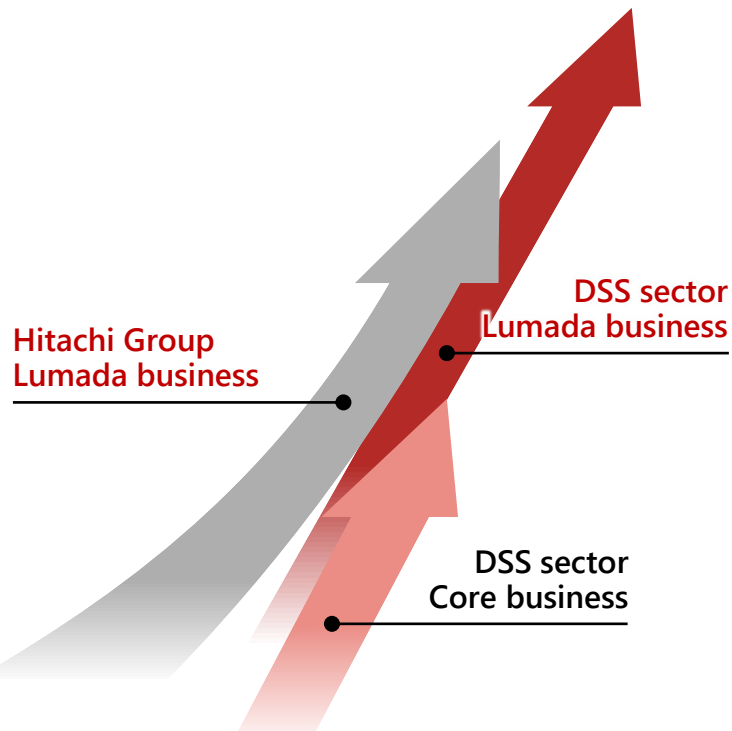 DSS sector
Lumada business
Hitachi Group
Lumada business
DSS sector
Core business